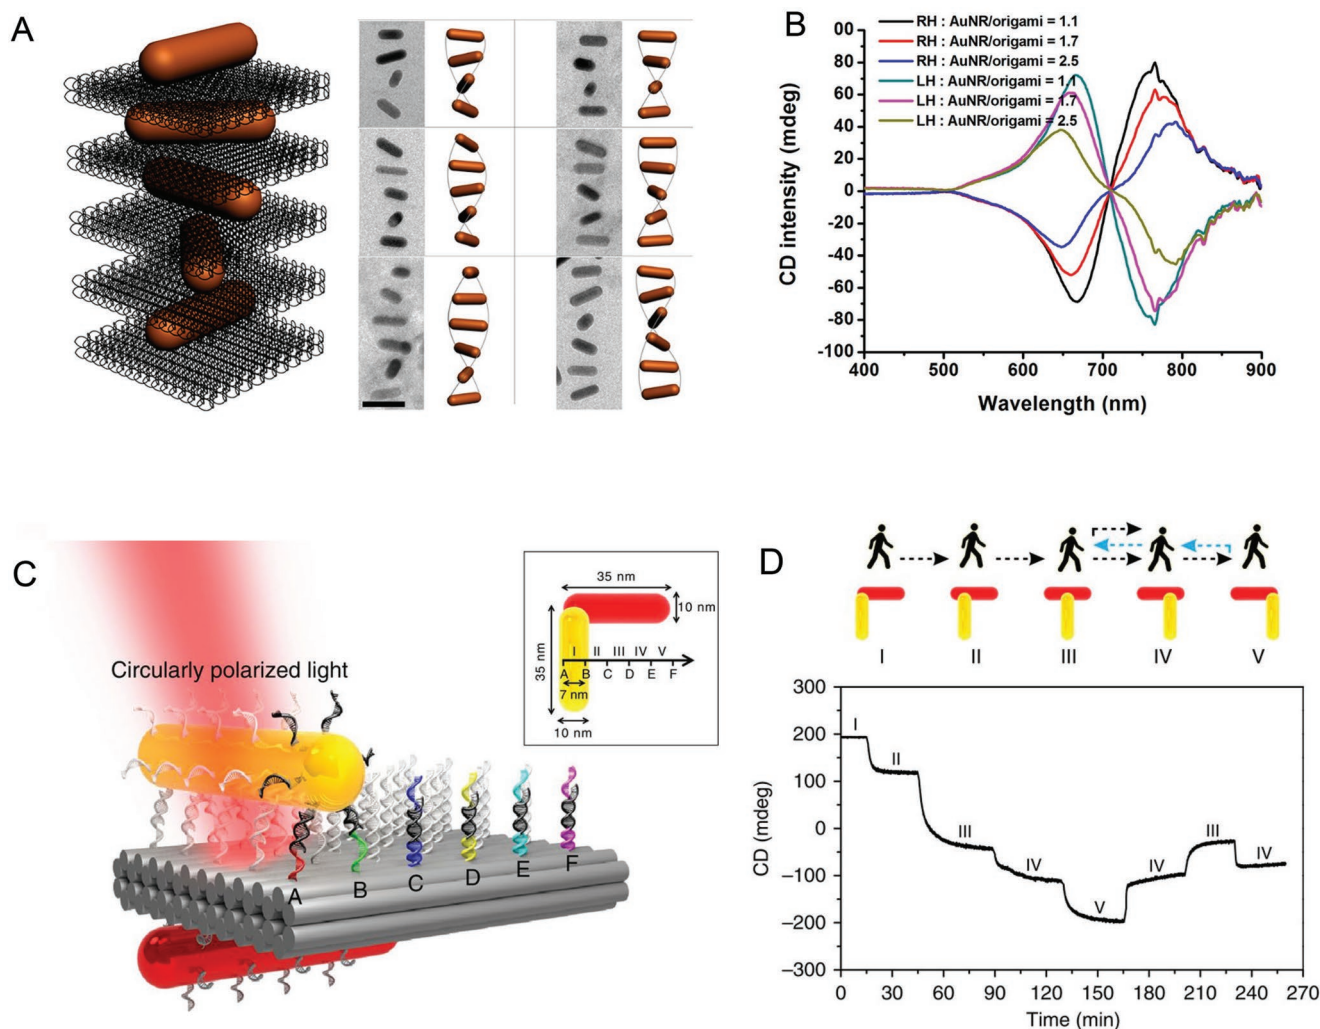 A
B
RH : AuNR/origami = 1.1
RH : AuNR/origami = 1.7
RH : AuNR/origami = 2.5
LH : AuNR/origami = 1.1
LH : AuNR/origami = 1.7
LH : AuNR/origami = 2.5
CD intensity (mdeg)
00
80
60
40
20
0
-20
-40
-60
-80
-100
400 500 600 700 800 900
Wavelength (nm)
C
Circularly polarized light
A B C D E F
35 nm
10 nm
35 nm
I II III IV V
A B C D E F
7 nm
10 nm
D
I II III IV V
CD (mdeg)
300
200
100
0
−100
−200
−300
I
II
III
IV
V
IV
III
IV
0 30 60 90 120 150 180 210 240 270
Time (min)